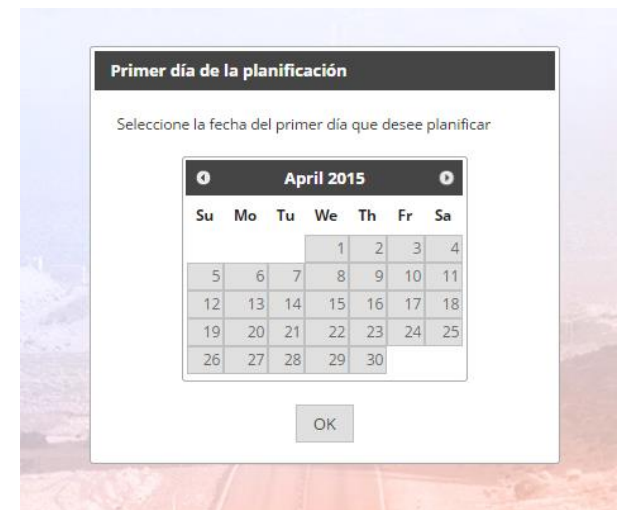 Primer día de la planificación
Seleccione la fecha del primer día que desee planificar
April 2015
Su Mo Tu We Th Fr Sa
1 2 3 4
5 6 7 8 9 10 11
12 13 14 15 16 17 18
19 20 21 22 23 24 25
26 27 28 29 30
OK